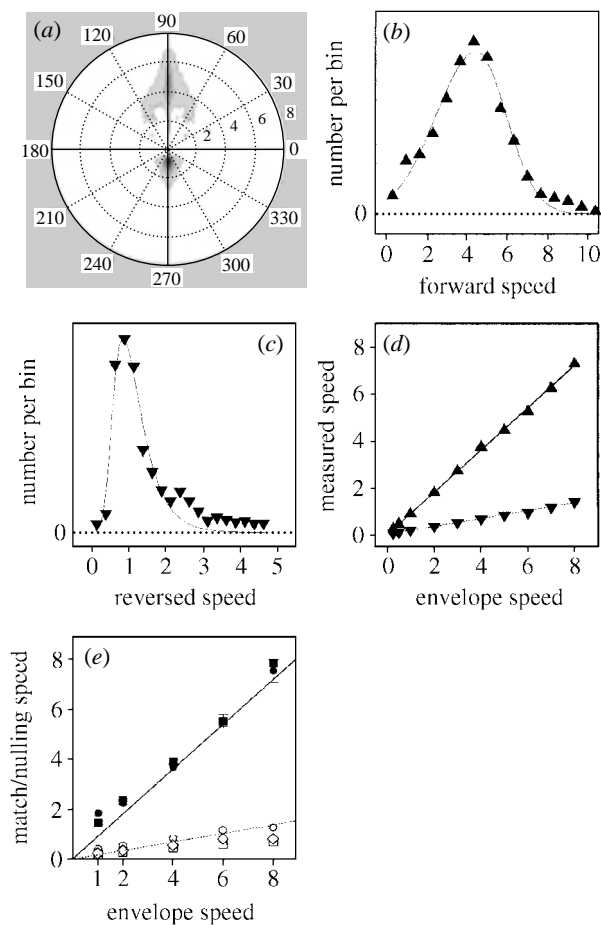 (a)
90
120
60
150
30
8
6
4
2
180
0
210
330
240
300
270
(b)
number per bin
0
0 2 4 6 8 10
forward speed
(c)
number per bin
0
0 1 2 3 4 5
reversed speed
(d)
measured speed
8
6
4
2
0
0 2 4 6 8
envelope speed
(e)
match/nulling speed
8
6
4
2
0
1 2 4 6 8
envelope speed